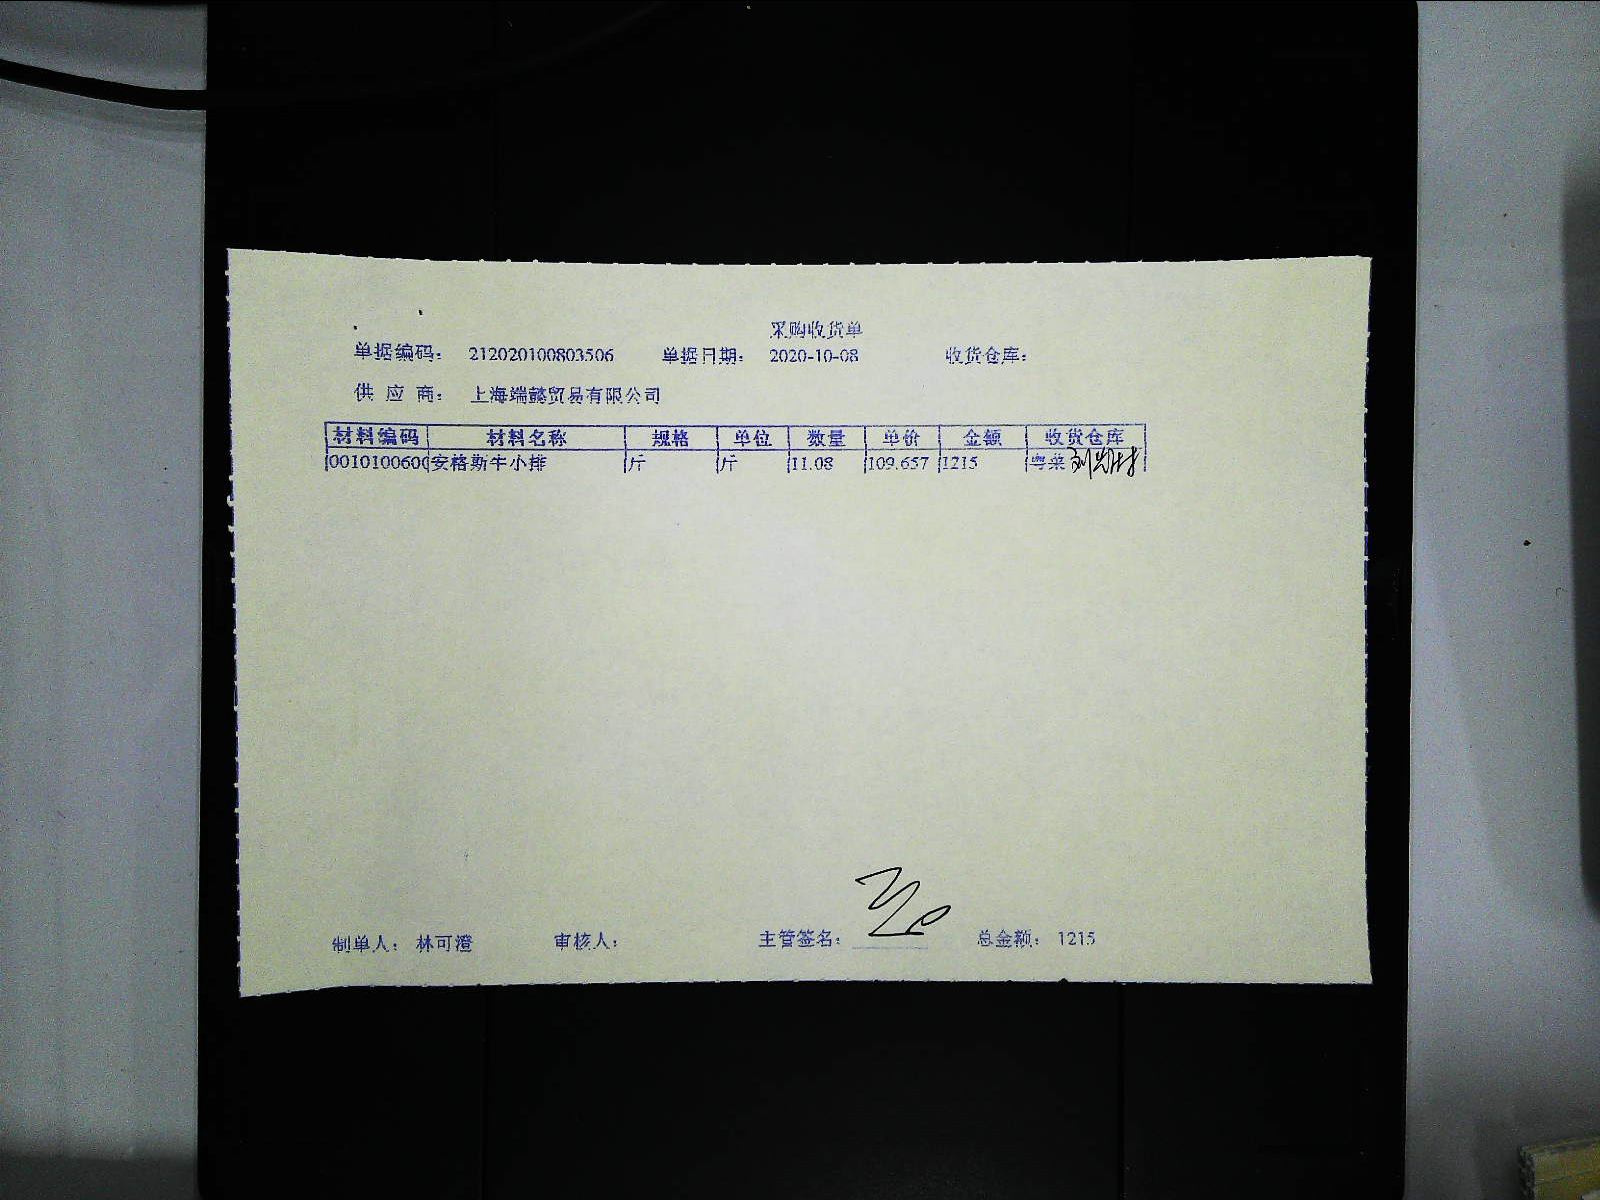 采购收货单
单据编码: 212020100803506 单据日期: 2020-10-08 收货仓库:
供应商: 上海端懿贸易有限公司
材料编码 材料名称 规格 单位 数量 单价 金额 收货仓库
0010100600 安格斯牛小排 斤 斤 11.08 109.657 1215 粤菜
制单人: 林可澄 审核人: 主管签名: 总金额: 1215